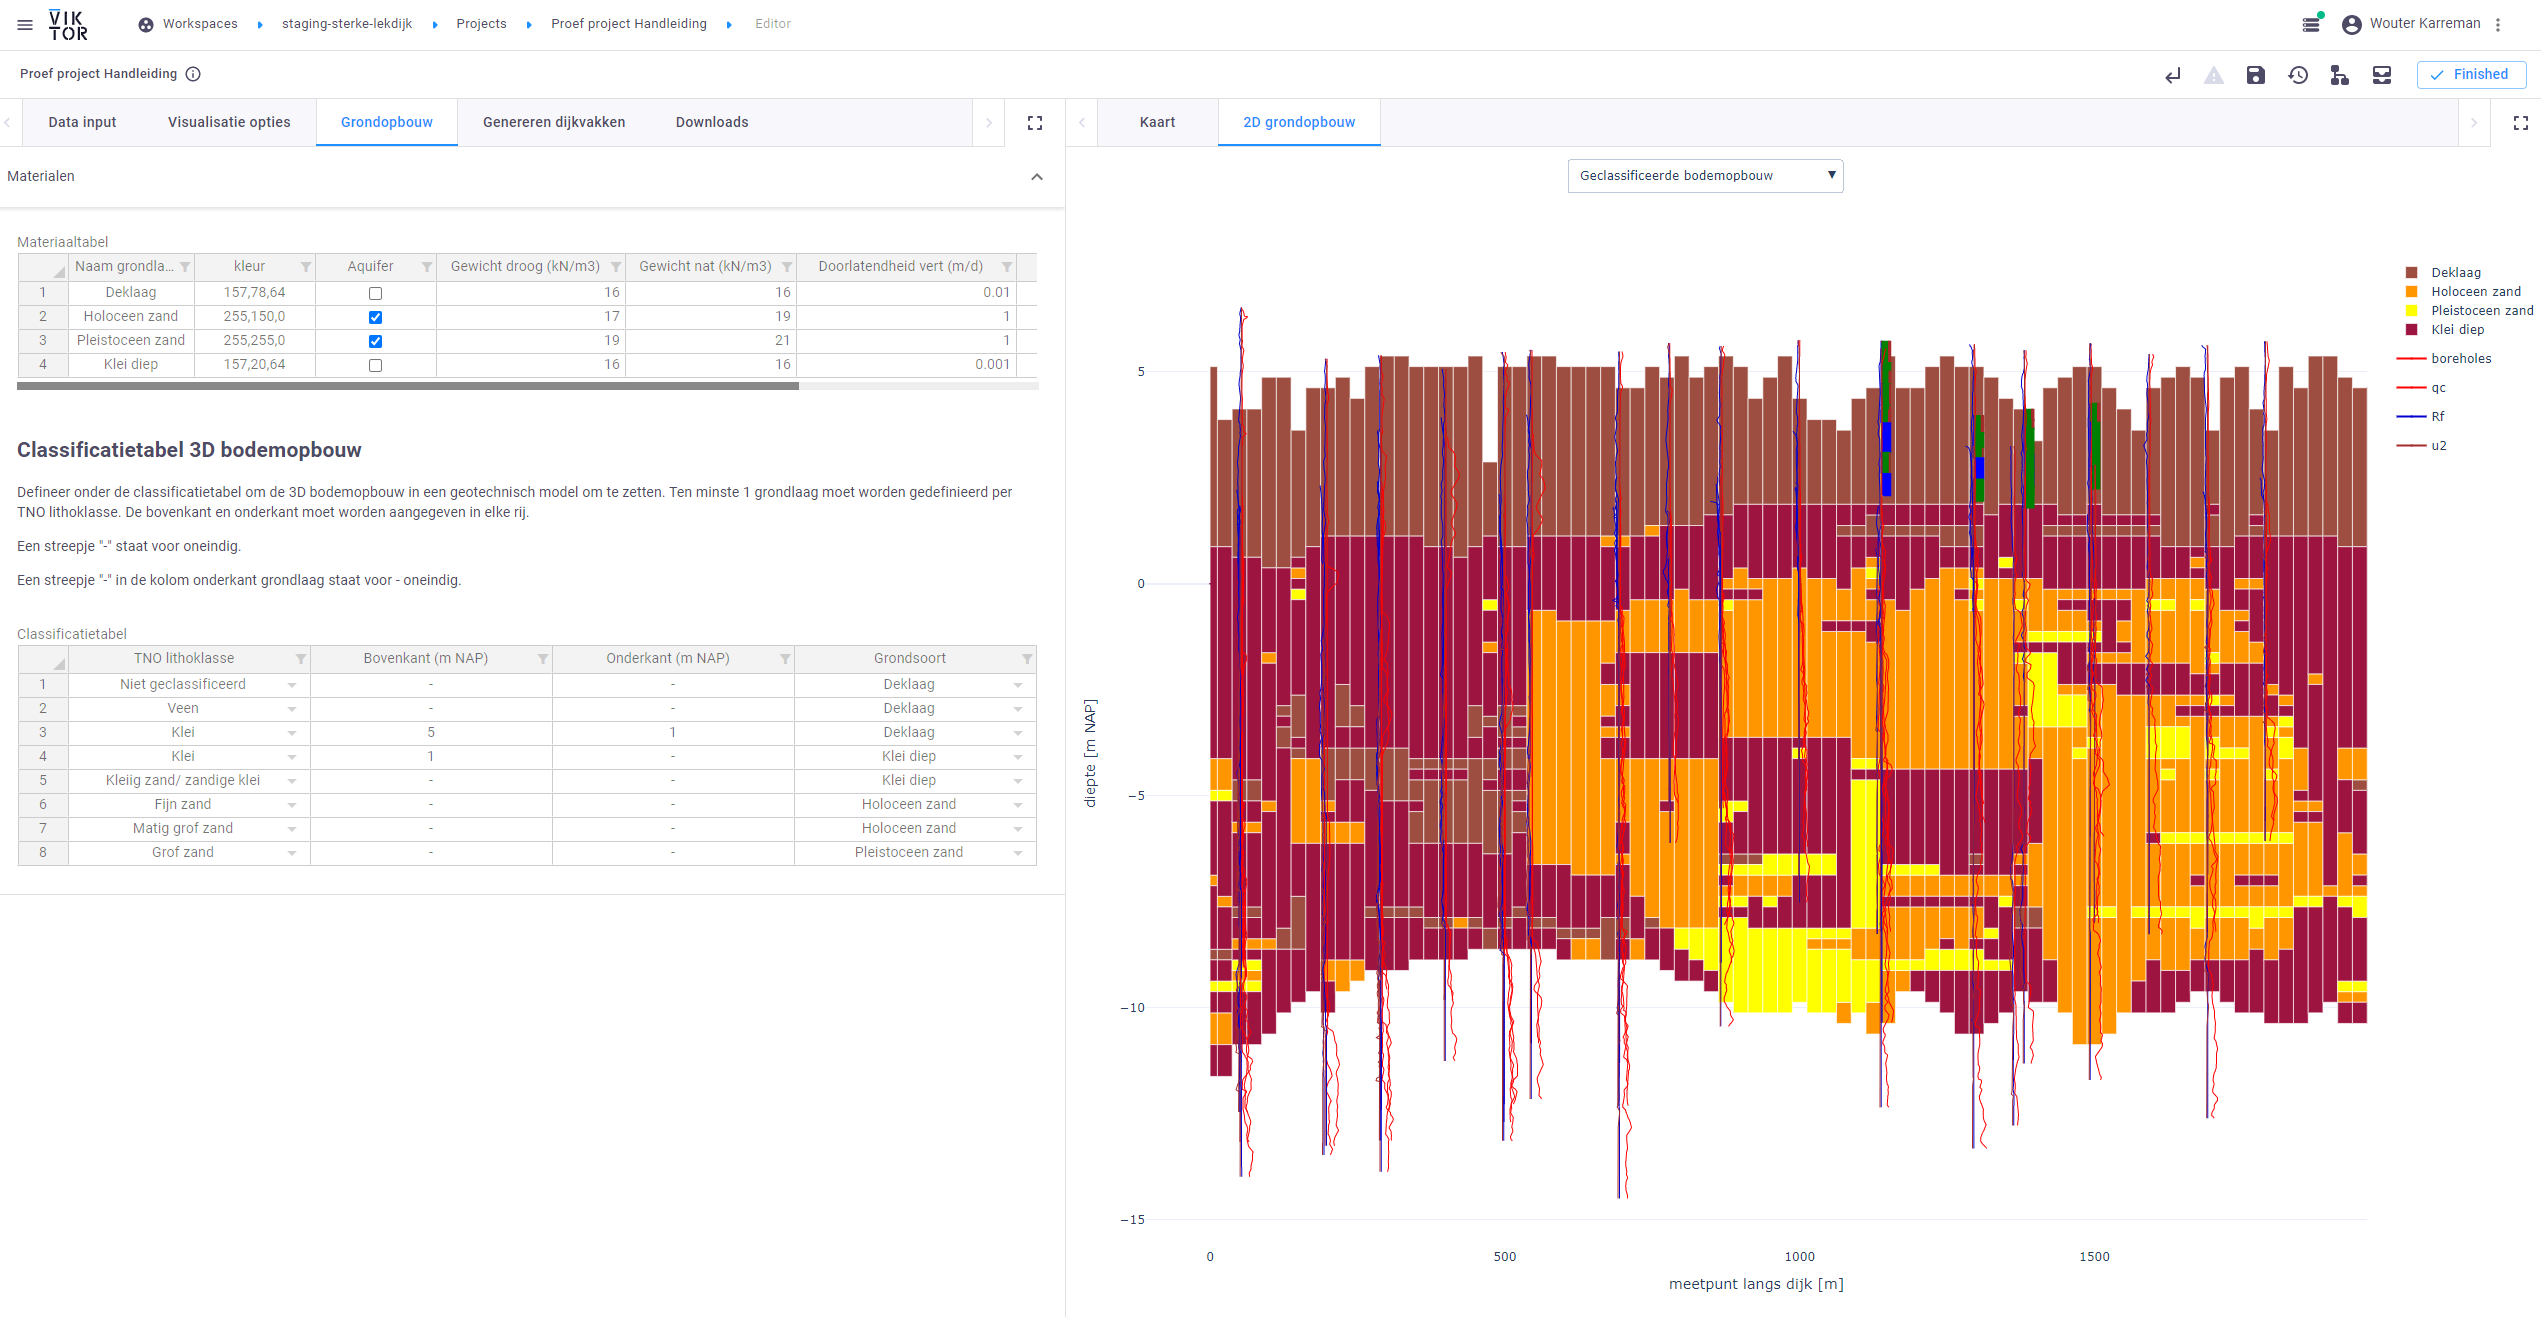 VIKTOR
Workspaces
staging-sterke-lekdijk
Projects
Proef project Handleiding
Editor
Wouter Karreman
Proef project Handleiding
Finished
Data input
Visualisatie opties
Grondopbouw
Genereren dijkvakken
Downloads
Kaart
2D grondopbouw
Materialen
Geclassificeerde bodemopbouw
Materiaaltabel
Naam grondla... kleur Aquifer Gewicht droog (kN/m3) Gewicht nat (kN/m3) Doorlatendheid vert (m/d)
1 Deklaag 157,78,64 16 16 0.01
2 Holoceen zand 255,150,0 17 19 1
3 Pleistoceen zand 255,255,0 19 21 1
4 Klei diep 157,20,64 16 16 0.001
Classificatietabel 3D bodemopbouw
Defineer onder de classificatietabel om de 3D bodemopbouw in een geotechnisch model om te zetten. Ten minste 1 grondlaag moet worden gedefinieerd per
TNO lithoklasse. De bovenkant en onderkant moet worden aangegeven in elke rij.
Een streepje "-" staat voor oneindig.
Een streepje "-" in de kolom onderkant grondlaag staat voor - oneindig.
Classificatietabel
TNO lithoklasse Bovenkant (m NAP) Onderkant (m NAP) Grondsoort
1 Niet geclassificeerd - - Deklaag
2 Veen - - Deklaag
3 Klei 5 1 Deklaag
4 Klei 1 - Klei diep
5 Kleiig zand/ zandige klei - - Klei diep
6 Fijn zand - - Holoceen zand
7 Matig grof zand - - Holoceen zand
8 Grof zand - - Pleistoceen zand
Deklaag
Holoceen zand
Pleistoceen zand
Klei diep
boreholes
qc
Rf
u2
diepte [m NAP]
5
0
−5
−10
−15
0 500 1000 1500
meetpunt langs dijk [m]